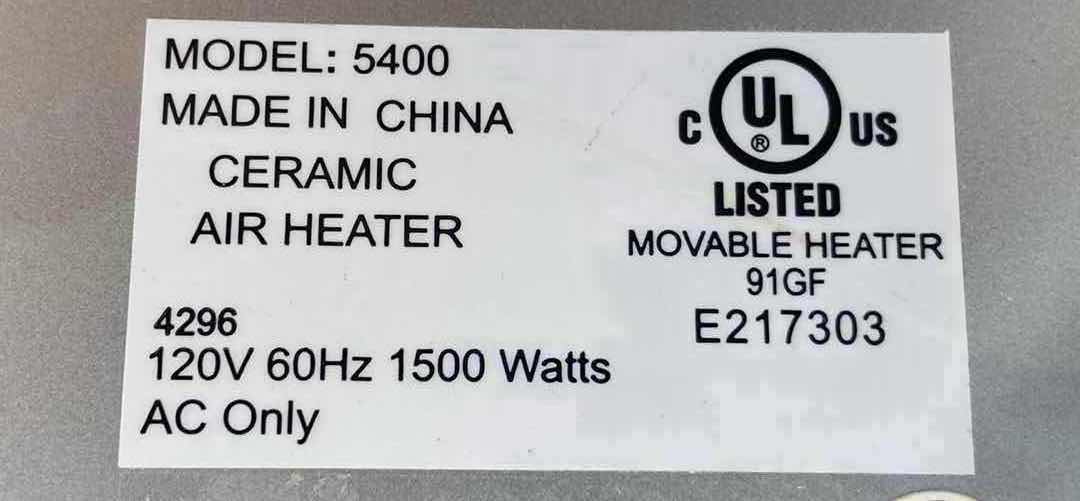 MODEL: 5400
MADE IN CHINA
CERAMIC
AIR HEATER
4296
120V 60Hz 1500 Watts
AC Only
C UL ® US
LISTED
MOVABLE HEATER
91GF
E217303